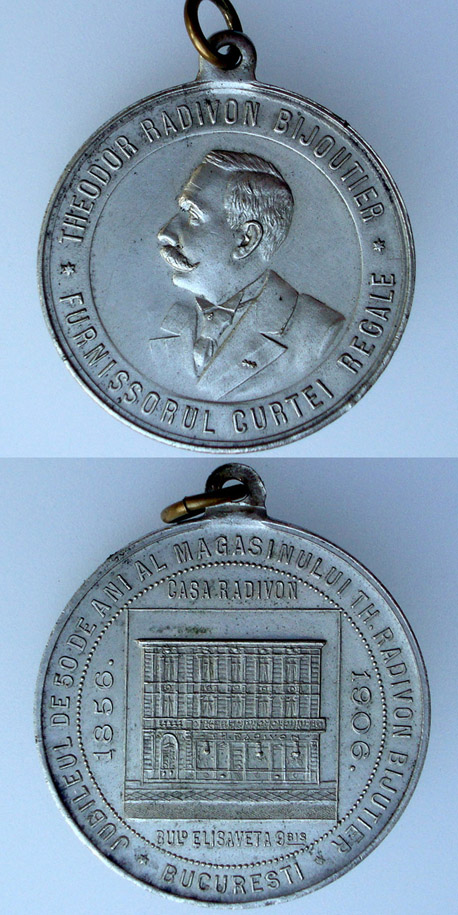 THEODOR RADIVON BIJOUTIER
* FURNISSORUL CURTEI REGALE *
JUBILEUL DE 50 DE ANI AL MAGASINULUI TH. RADIVON BIJUTIER
* BUCURESTI *
CASA RADIVON
1856.
1906.
BULD ELISAVETA 9BIS